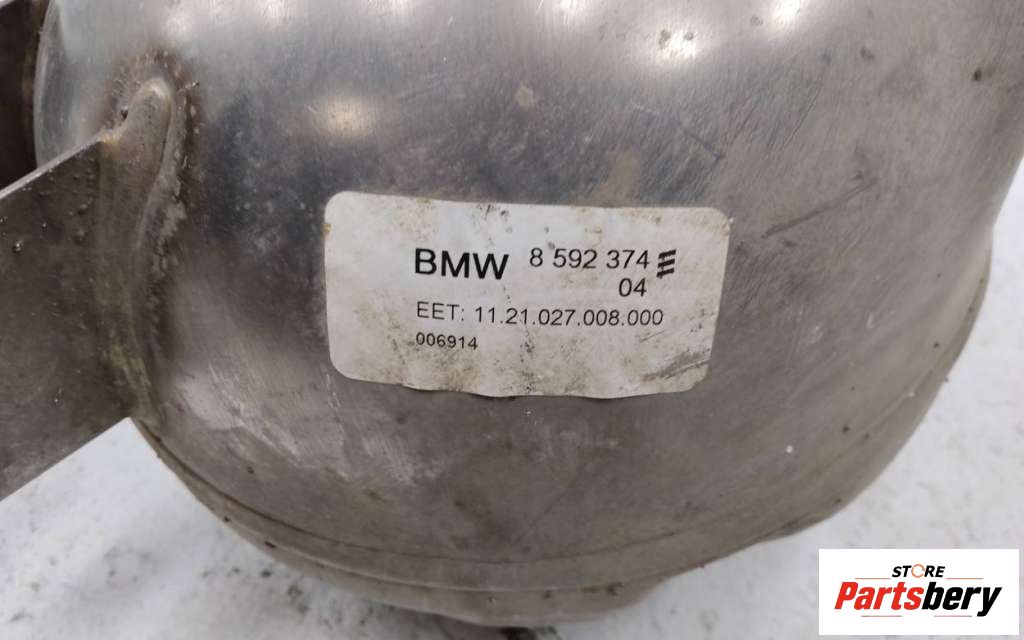 BMW 8 592 374
04
EET: 11.21.027.008.000
006914
STORE
Partsbery